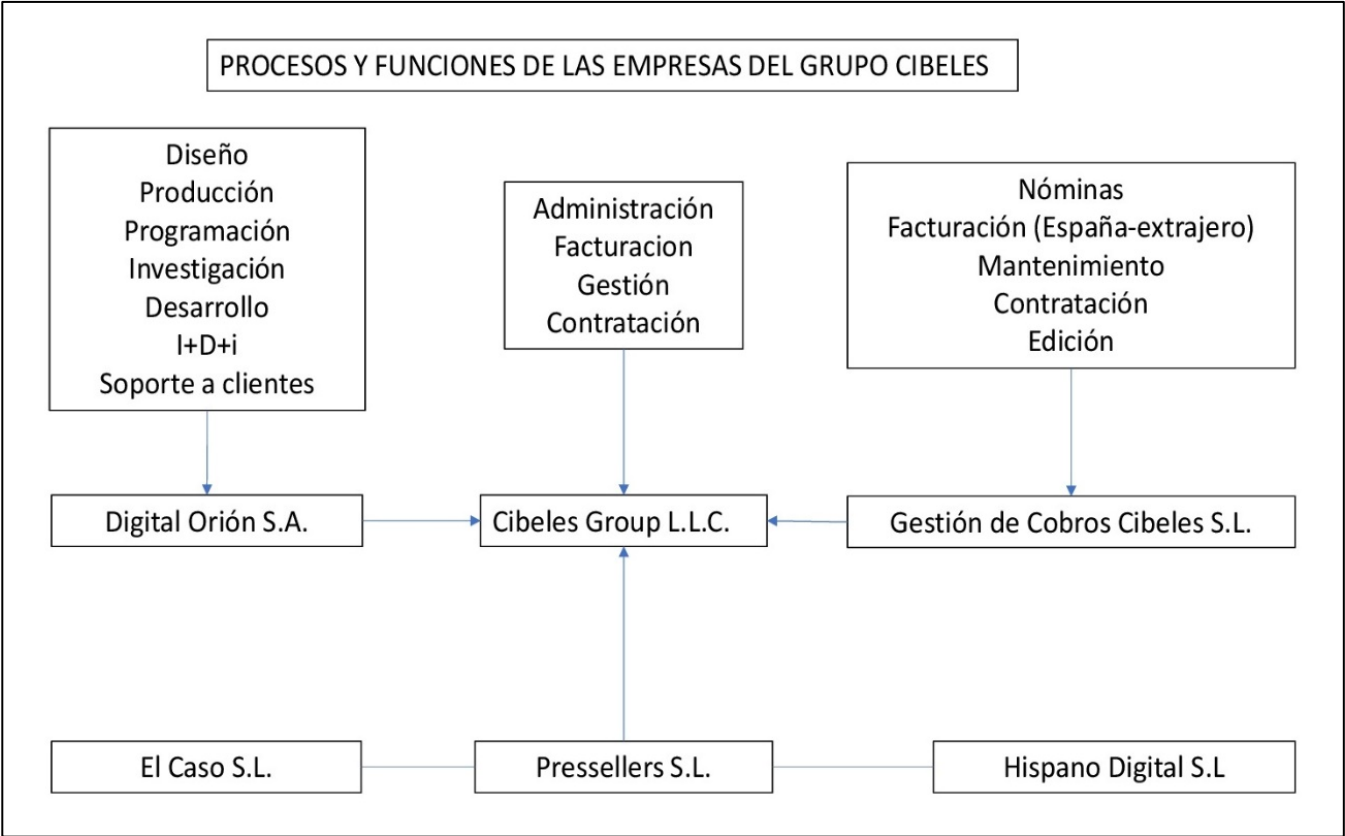 PROCESOS Y FUNCIONES DE LAS EMPRESAS DEL GRUPO CIBELES
Diseño
Producción
Programación
Investigación
Desarrollo
I+D+i
Soporte a clientes
Administración
Facturacion
Gestión
Contratación
Nóminas
Facturación (España-extrajero)
Mantenimiento
Contratación
Edición
Digital Orión S.A.
Cibeles Group L.L.C.
Gestión de Cobros Cibeles S.L.
El Caso S.L.
Pressellers S.L.
Hispano Digital S.L